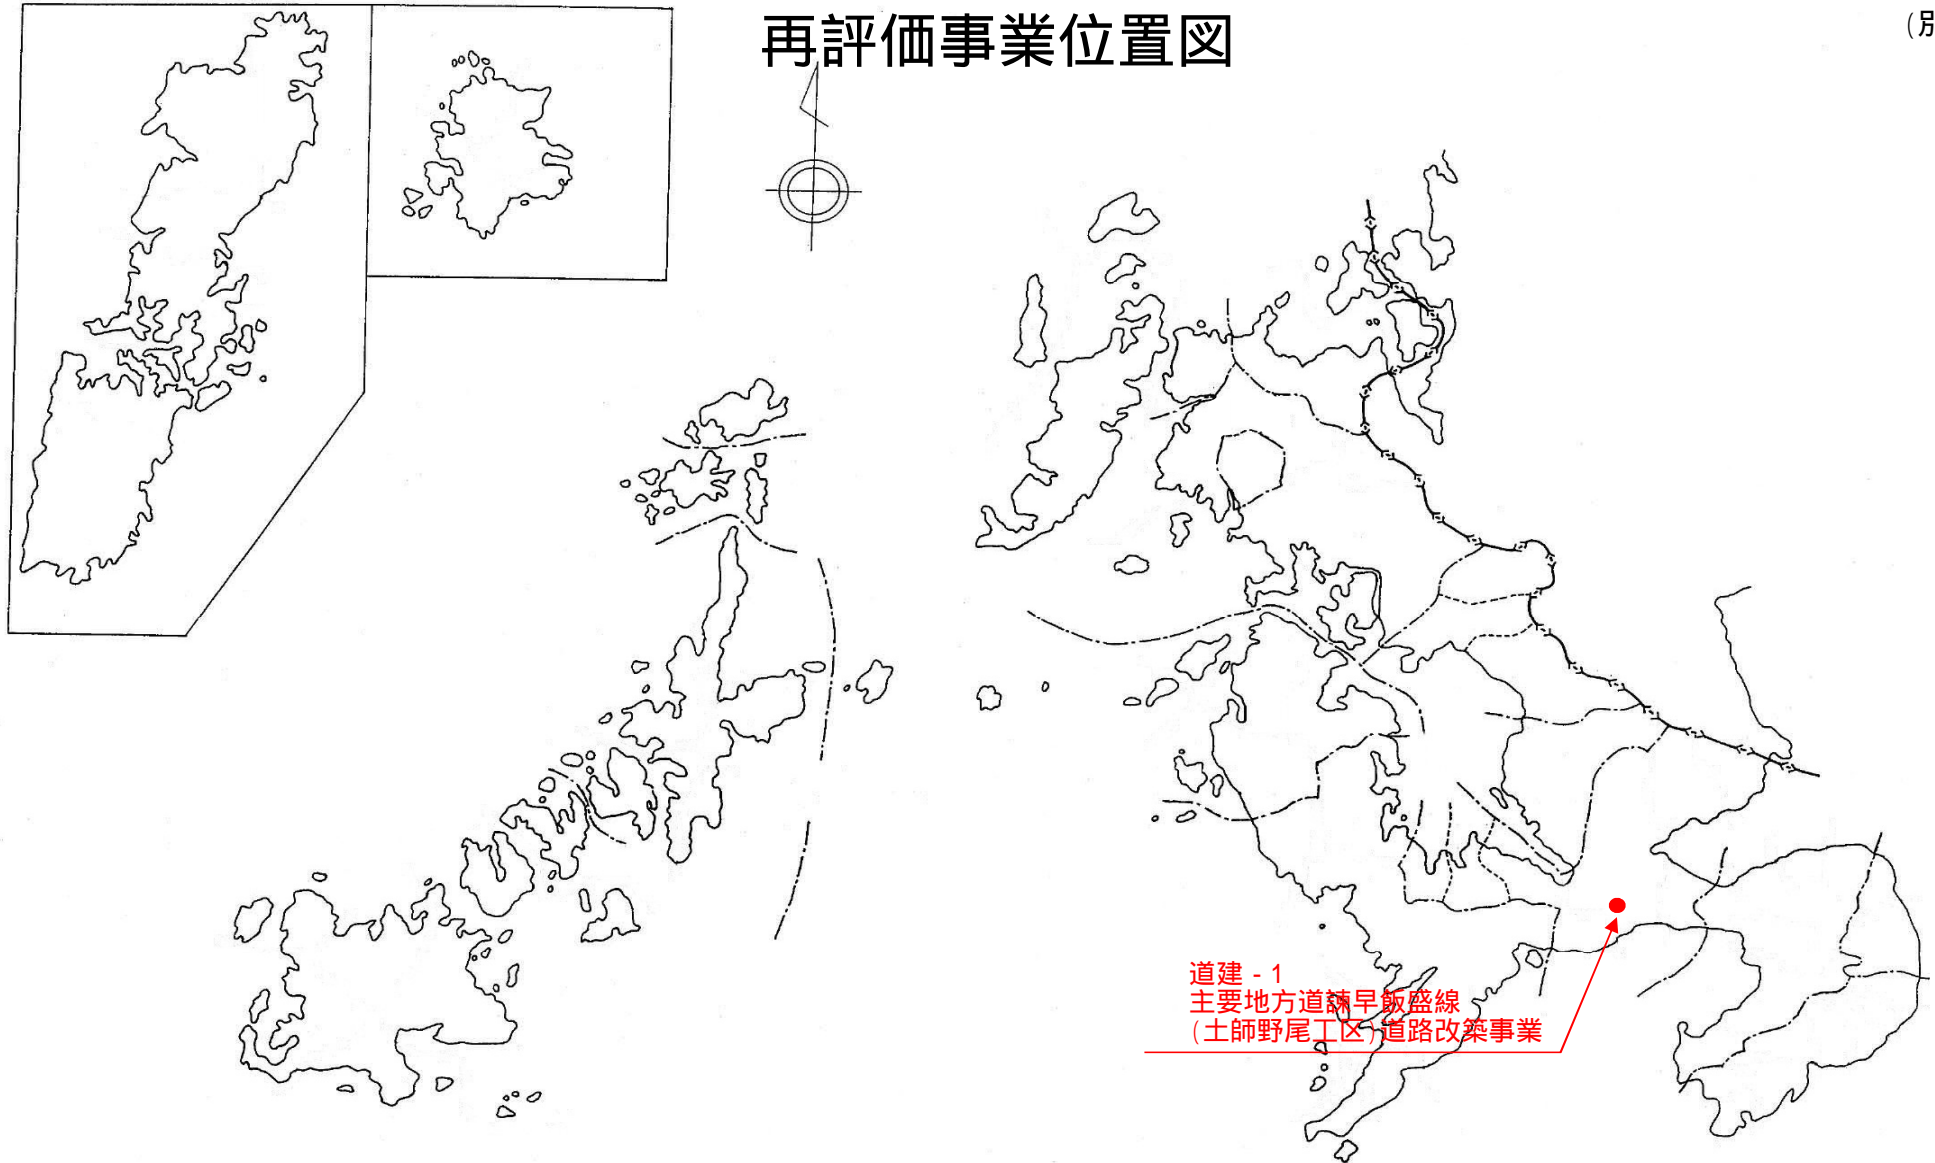 再評価事業位置図
(別
道建 - 1
主要地方道諫早飯盛線
(土師野尾工区)道路改築事業